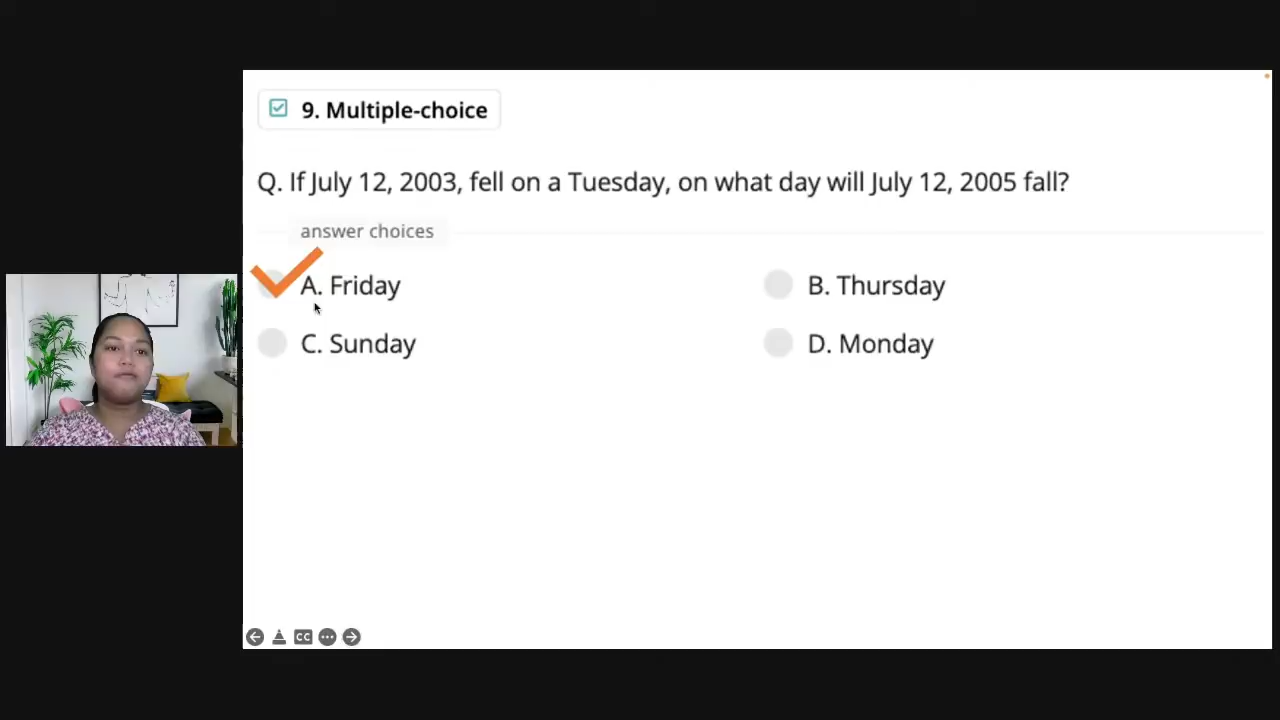 9. Multiple-choice
Q. If July 12, 2003, fell on a Tuesday, on what day will July 12, 2005 fall?
answer choices
A. Friday
B. Thursday
C. Sunday
D. Monday
CC